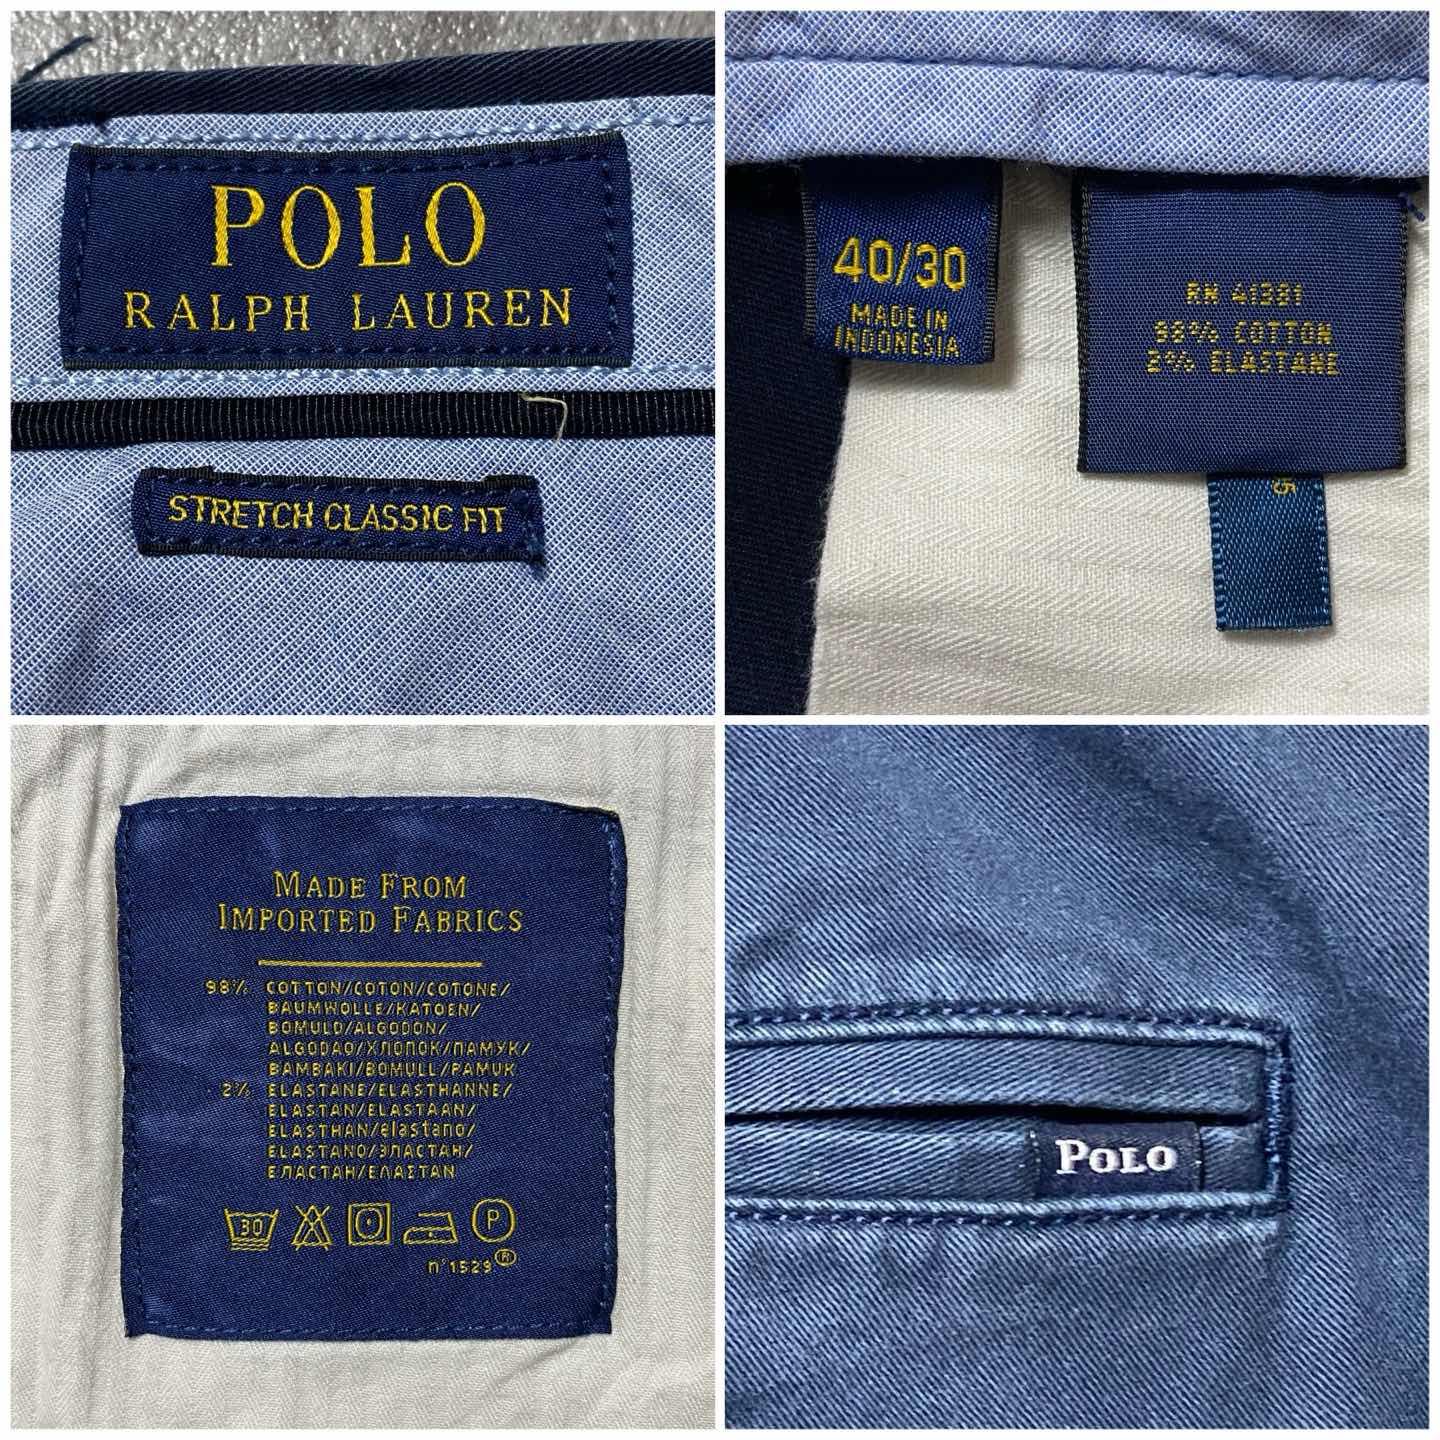 POLO
RALPH LAUREN
STRETCH CLASSIC FIT
40/30
MADE IN
INDONESIA
RN 41381
98% COTTON
2% ELASTANE
MADE FROM
IMPORTED FABRICS
98% COTTON/COTON/COTONE/
BAUMWOLLE/KATOEN/
BOMULD/ALGODON/
ALGODAO/ХЛОПОК/ПАМУК/
BAMBAKI/BOMULL/PAMUK
2% ELASTANE/ELASTHANNE/
ELASTAN/ELASTAAN/
ELASTHAN/elastano/
ELASTANO/ЭЛАСТАН/
ЕЛАСТАН/ΕΛΑΣΤΑΝ
30
P
n°1529®
POLO